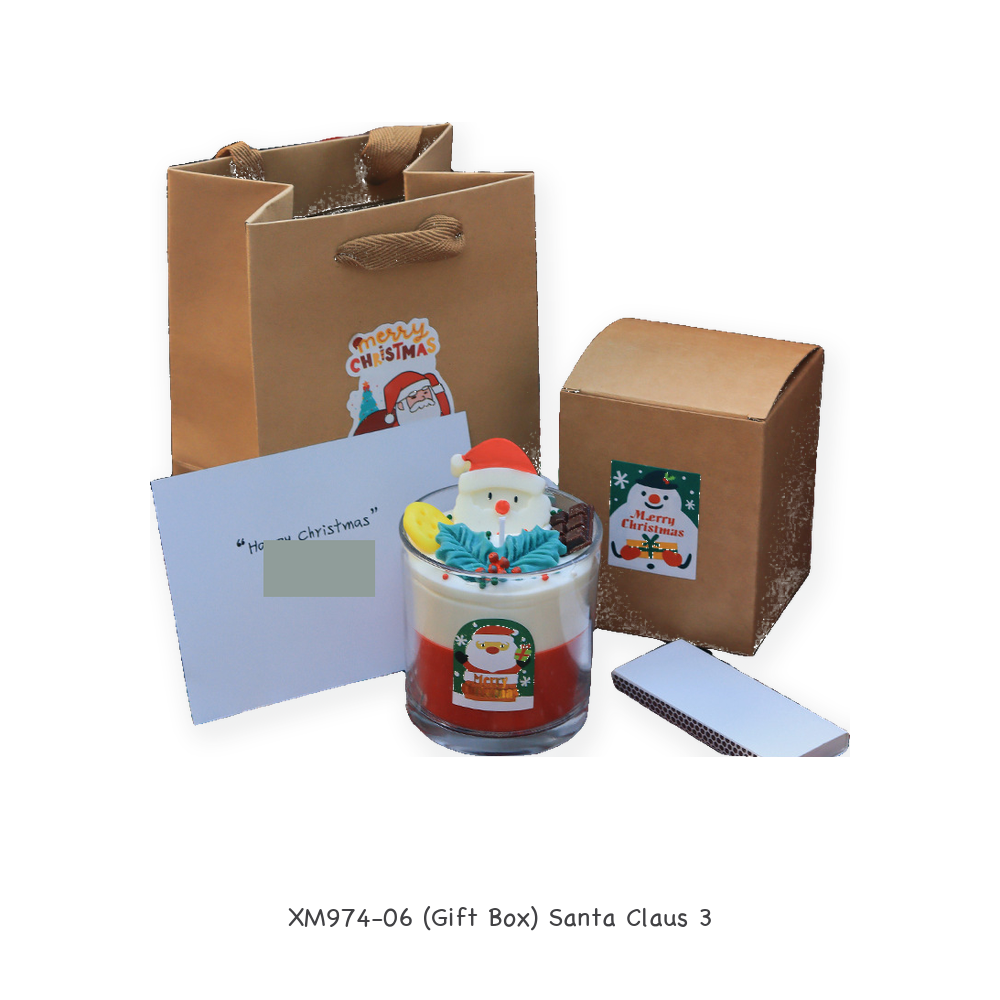 merry
CHRISTMAS
"Happy Christmas"
Merry
Christmas
Merry
XM974-06 (Gift Box) Santa Claus 3